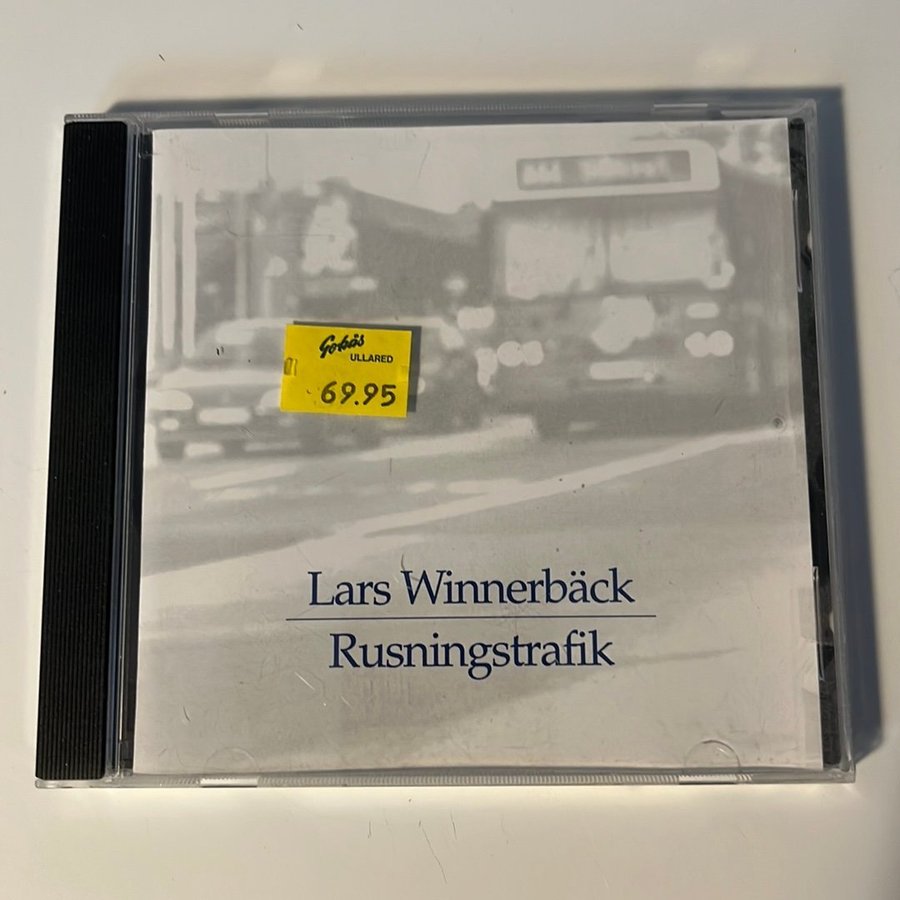 Gekås
ULLARED
69.95
Lars Winnerbäck
Rusningstrafik